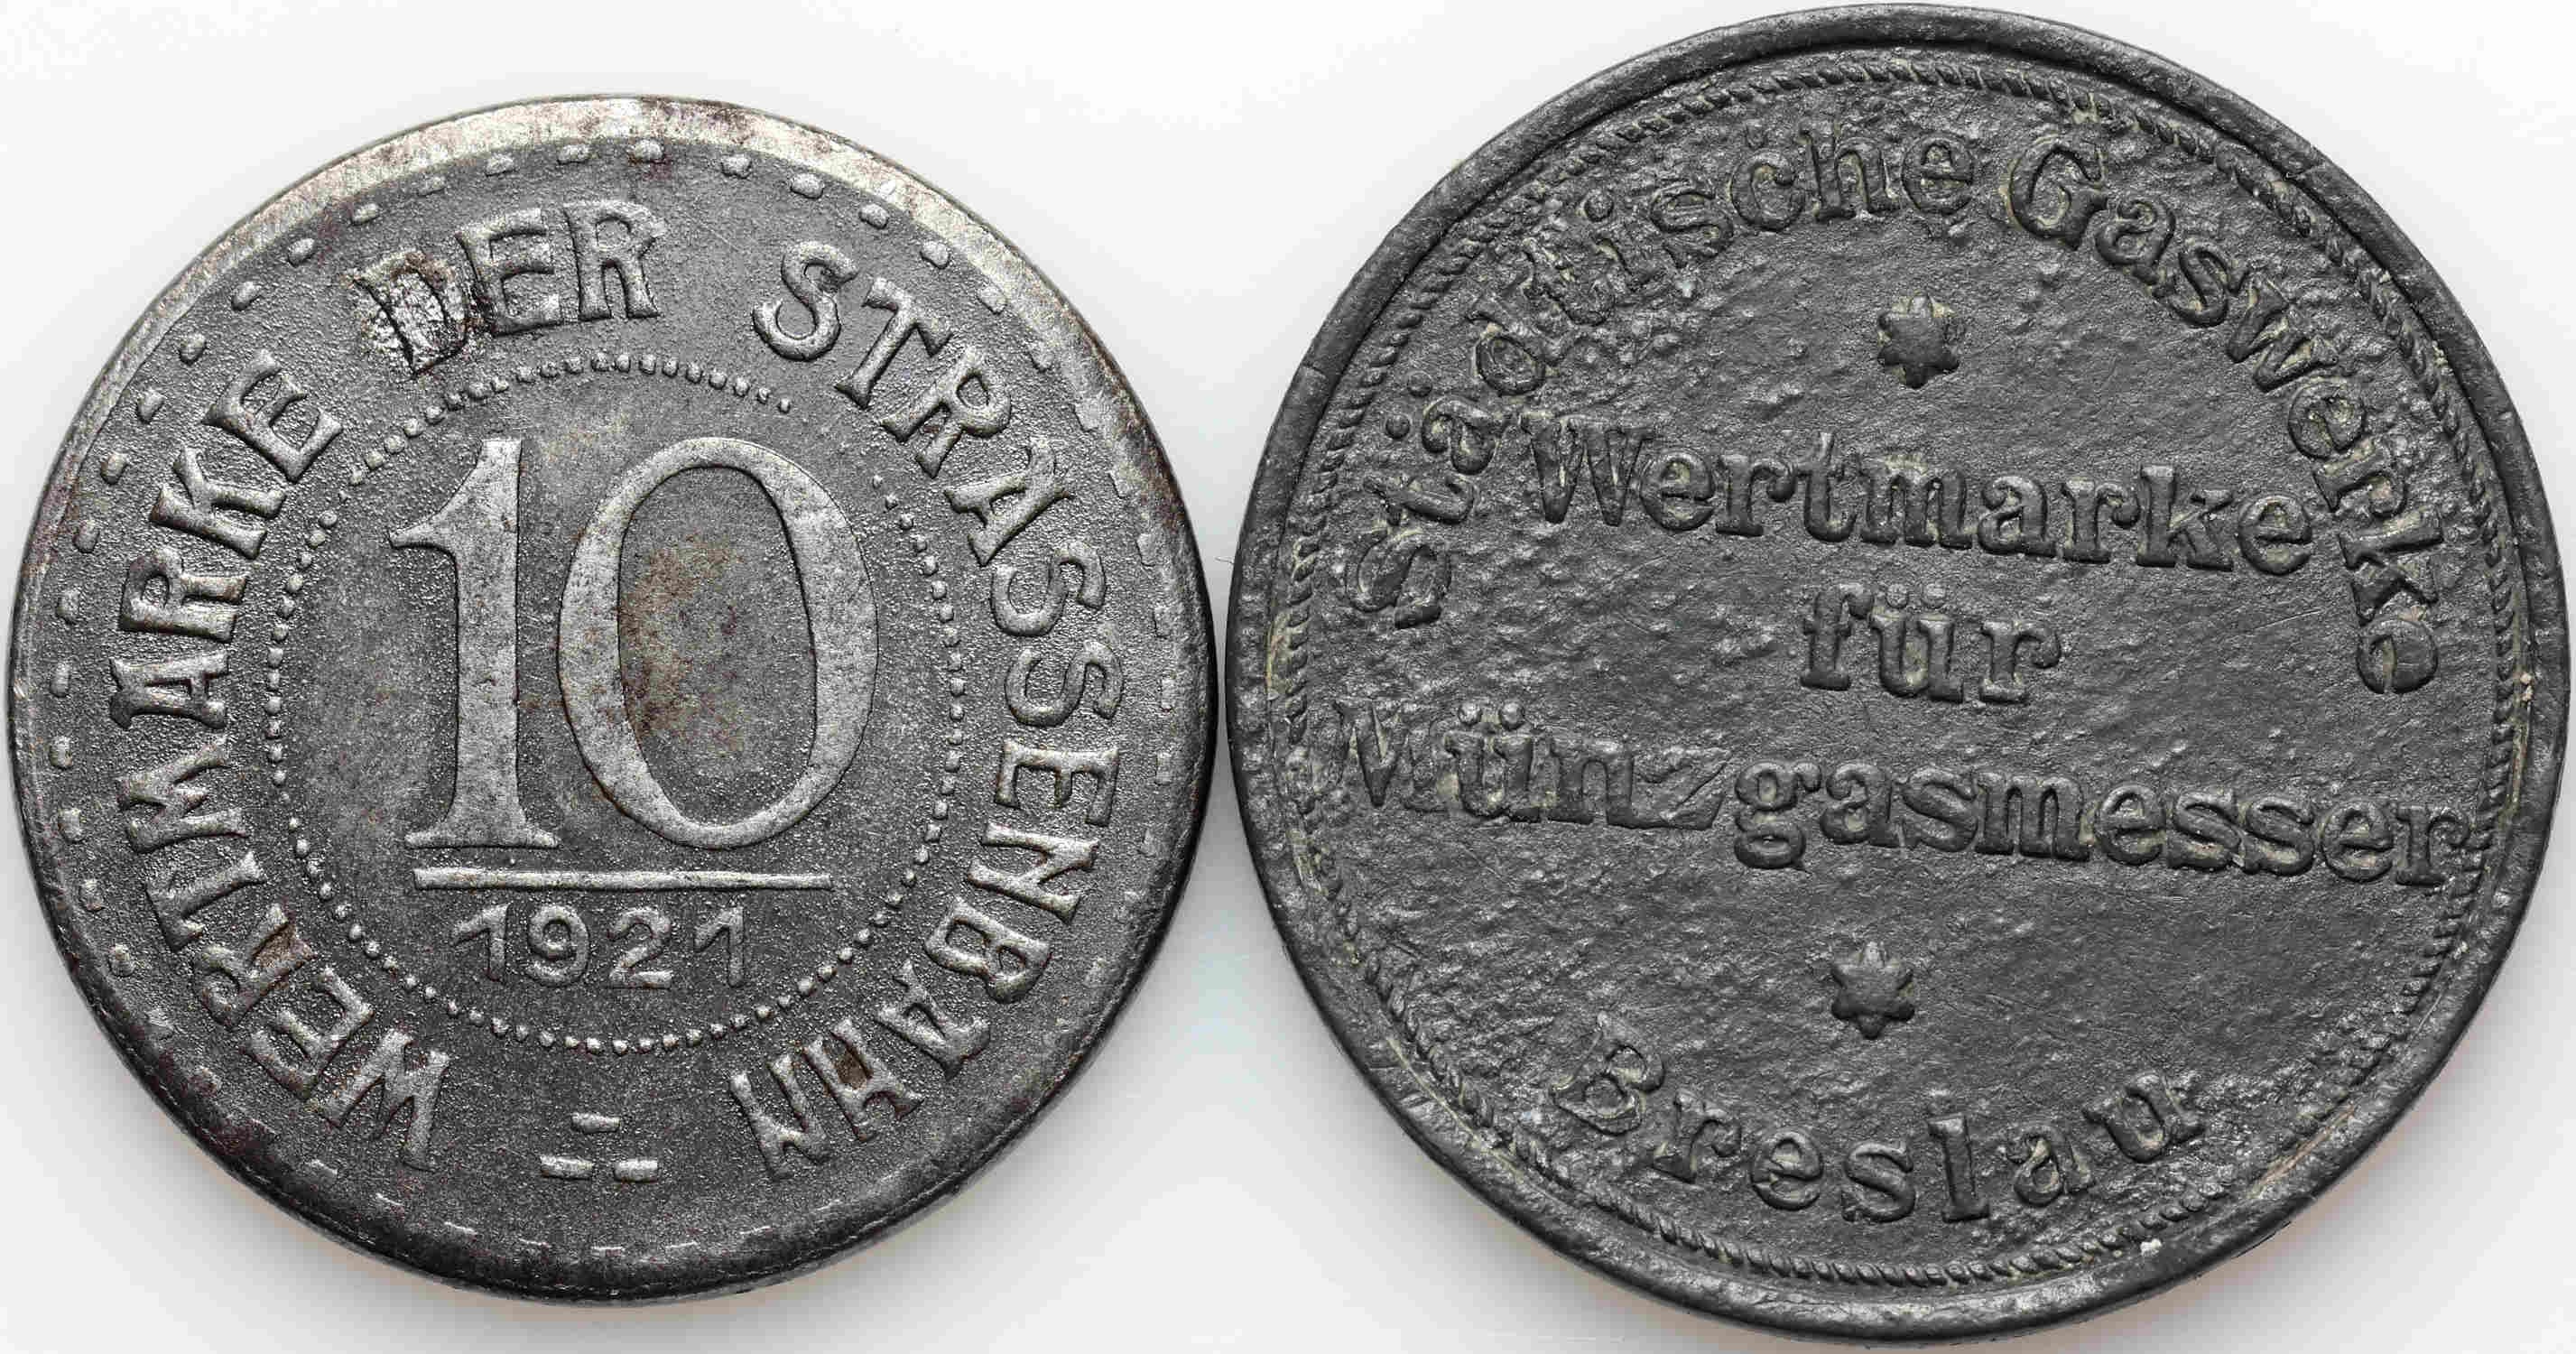 WERTMARKE DER STRASSENBAHN
10
1921
Städtische Gaswerke
Wertmarke
für
Münzgasmesser
Breslau